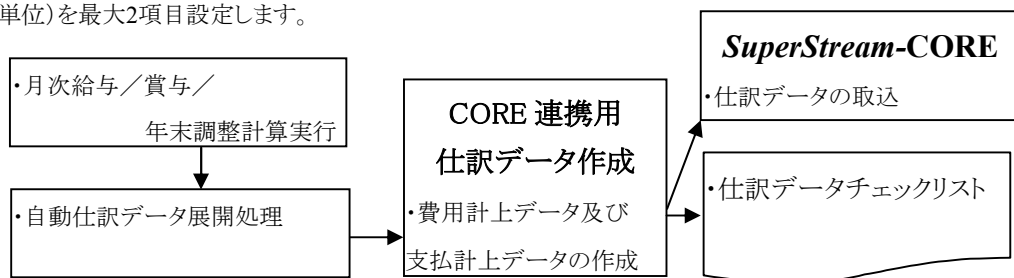 単位)を最大2項目設定します。
・月次給与／賞与／
年末調整計算実行
・自動仕訳データ展開処理
CORE 連携用
仕訳データ作成
・費用計上データ及び
支払計上データの作成
SuperStream-CORE
・仕訳データの取込
・仕訳データチェックリスト